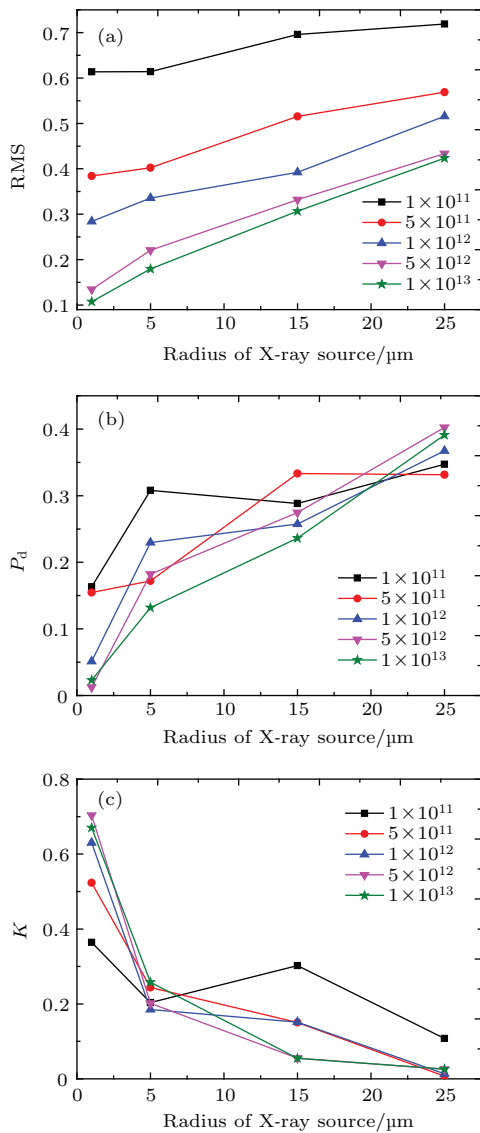 (a)
0.7
0.6
0.5
0.4
0.3
0.2
0.1
RMS
1×10¹¹
5×10¹¹
1×10¹²
5×10¹²
1×10¹³
0 5 10 15 20 25
Radius of X-ray source/µm
(b)
0.4
0.3
0.2
0.1
0
P_d
1×10¹¹
5×10¹¹
1×10¹²
5×10¹²
1×10¹³
0 5 10 15 20 25
Radius of X-ray source/µm
(c)
0.8
0.6
0.4
0.2
0
K
1×10¹¹
5×10¹¹
1×10¹²
5×10¹²
1×10¹³
0 5 10 15 20 25
Radius of X-ray source/µm